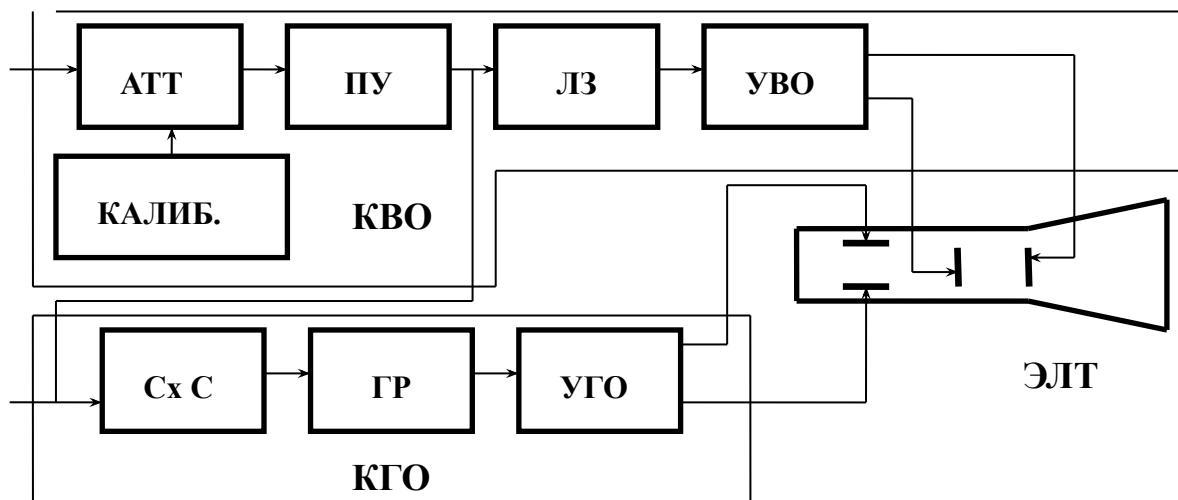 АТТ
ПУ
ЛЗ
УВО
КАЛИБ.
КВО
Сх С
ГР
УГО
ЭЛТ
КГО